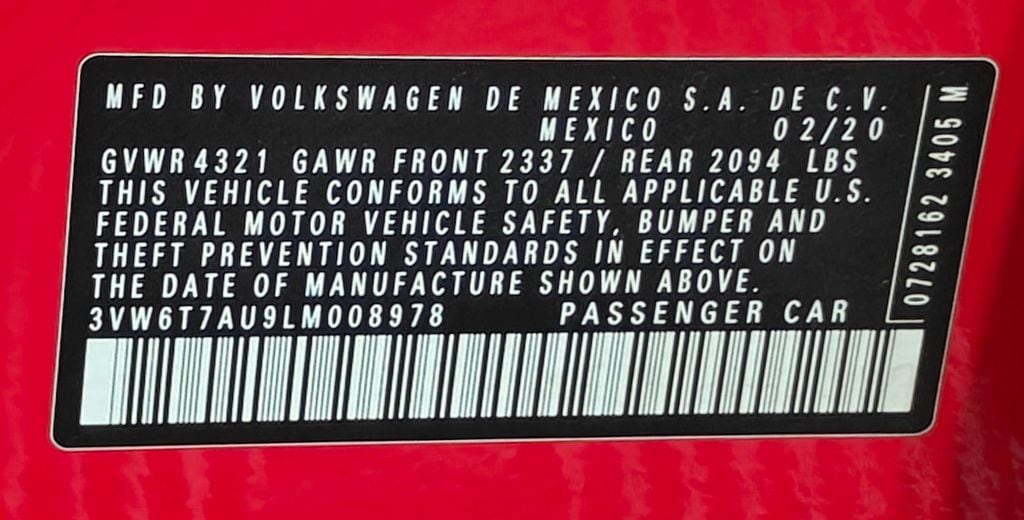 MFD BY VOLKSWAGEN DE MEXICO S.A. DE C.V.
MEXICO 02/20
GVWR 4321 GAWR FRONT 2337 / REAR 2094 LBS
THIS VEHICLE CONFORMS TO ALL APPLICABLE U.S.
FEDERAL MOTOR VEHICLE SAFETY, BUMPER AND
THEFT PREVENTION STANDARDS IN EFFECT ON
THE DATE OF MANUFACTURE SHOWN ABOVE.
3VW6T7AU9LM008978 PASSENGER CAR
0728162 3405 M